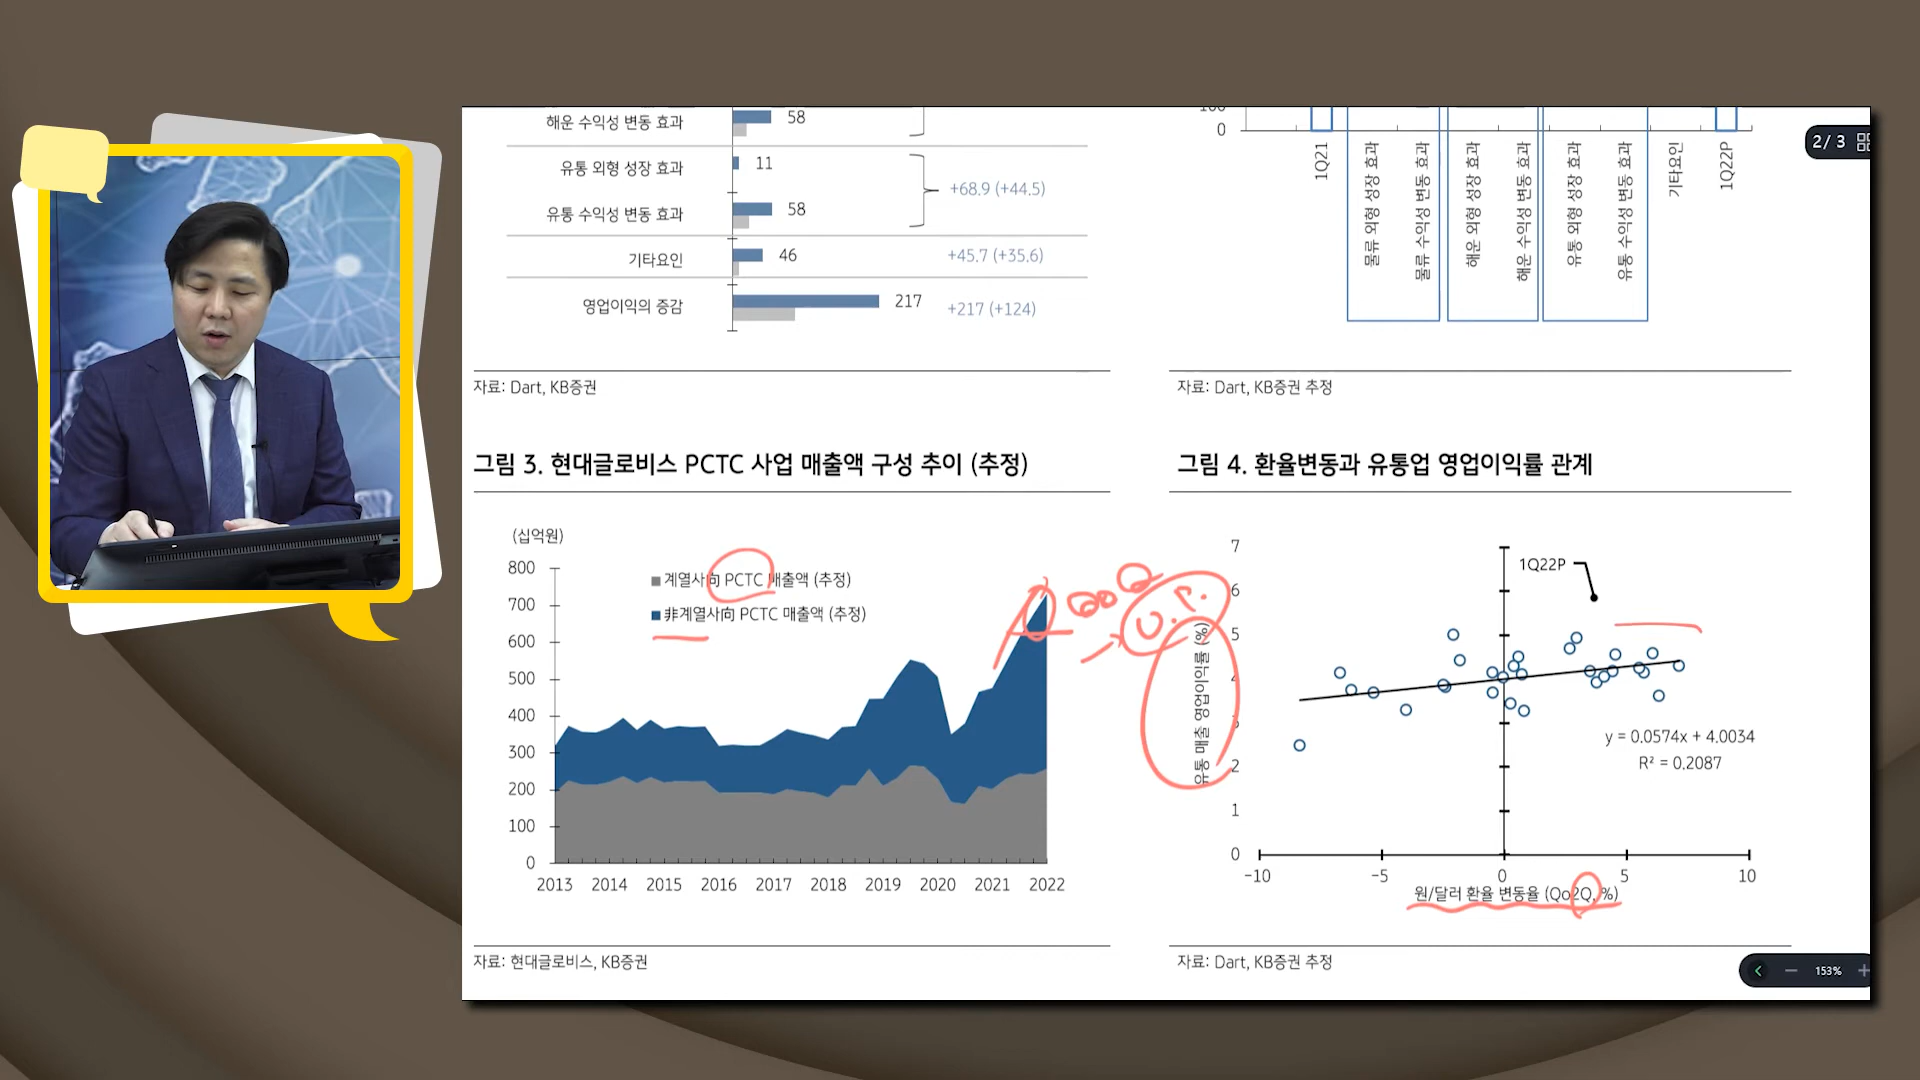 해운 수익성 변동 효과 58
유통 외형 성장 효과 11
+68.9 (+44.5)
유통 수익성 변동 효과 58
기타요인 46 +45.7 (+35.6)
영업이익의 증감 217 +217 (+124)
자료: Dart, KB증권
100
0
1Q21
물류 외형 성장 효과
물류 수익성 변동 효과
해운 외형 성장 효과
해운 수익성 변동 효과
유통 외형 성장 효과
유통 수익성 변동 효과
기타요인
1Q22P
자료: Dart, KB증권 추정
2/ 3
그림 3. 현대글로비스 PCTC 사업 매출액 구성 추이 (추정)
(십억원)
계열사向 PCTC 매출액 (추정)
非계열사向 PCTC 매출액 (추정)
800
700
600
500
400
300
200
100
0
2013 2014 2015 2016 2017 2018 2019 2020 2021 2022
자료: 현대글로비스, KB증권
그림 4. 환율변동과 유통업 영업이익률 관계
유통 매출 영업이익률 (%)
7
6
5
4
3
2
1
0
1Q22P
y = 0.0574x + 4.0034
R² = 0.2087
-10 -5 0 5 10
원/달러 환율 변동율 (Qo2Q, %)
자료: Dart, KB증권 추정
153%